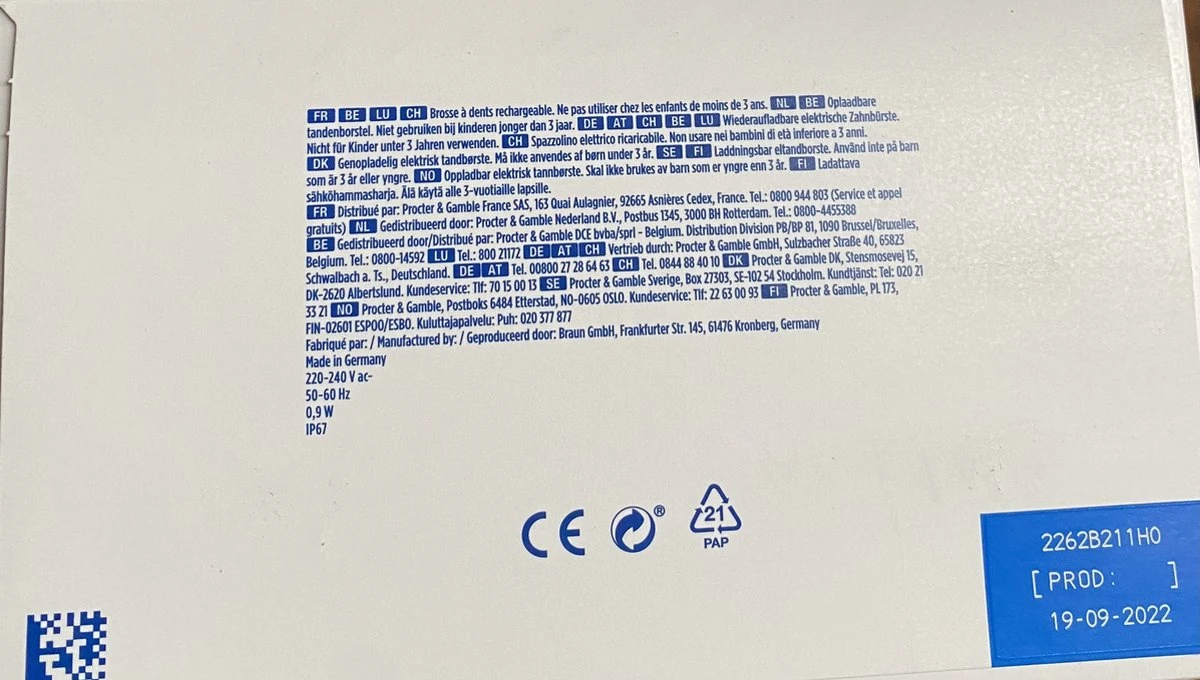 FR BE LU CH Brosse à dents rechargeable. Ne pas utiliser chez les enfants de moins de 3 ans. NL BE Oplaadbare
tandenborstel. Niet gebruiken bij kinderen jonger dan 3 jaar. DE AT CH BE LU Wiederaufladbare elektrische Zahnbürste.
Nicht für Kinder unter 3 Jahren verwenden. CH Spazzolino elettrico ricaricabile. Non usare nei bambini di età inferiore a 3 anni.
DK Genopladelig elektrisk tandbørste. Må ikke anvendes af børn under 3 år. SE FI Laddningsbar eltandborste. Använd inte på barn
som är 3 år eller yngre. NO Oppladbar elektrisk tannbørste. Skal ikke brukes av barn som er yngre enn 3 år. FI Ladattava
sähköhammasharja. Älä käytä alle 3-vuotiaille lapsille.
FR Distribué par: Procter & Gamble France SAS, 163 Quai Aulagnier, 92665 Asnières Cedex, France. Tel.: 0800 944 803 (Service et appel
gratuits) NL Gedistribueerd door: Procter & Gamble Nederland B.V., Postbus 1345, 3000 BH Rotterdam. Tel.: 0800-4455388
BE Gedistribueerd door/Distribué par: Procter & Gamble DCE bvba/sprl - Belgium. Distribution Division PB/BP 81, 1090 Brussel/Bruxelles,
Belgium. Tel.: 0800-14592 LU Tel.: 800 21172 DE AT CH Vertrieb durch: Procter & Gamble GmbH, Sulzbacher Straße 40, 65823
Schwalbach a. Ts., Deutschland. DE AT Tel. 00800 27 28 64 63 CH Tel. 0844 88 40 10 DK Procter & Gamble DK, Stensmosevej 15,
DK-2620 Albertslund. Kundeservice: Tlf: 70 15 00 13 SE Procter & Gamble Sverige, Box 27303, SE-102 54 Stockholm. Kundtjänst: Tel: 020 21
33 21 NO Procter & Gamble, Postboks 6484 Etterstad, NO-0605 OSLO. Kundeservice: Tlf: 22 63 00 93 FI Procter & Gamble, PL 173,
FIN-02601 ESPOO/ESBO. Kuluttajapalvelu: Puh: 020 377 877
Fabriqué par: / Manufactured by: / Geproduceerd door: Braun GmbH, Frankfurter Str. 145, 61476 Kronberg, Germany
Made in Germany
220-240 V ac~
50-60 Hz
0,9 W
IP67
CE ®
21
PAP
2262B211H0
[ PROD : ]
19-09-2022